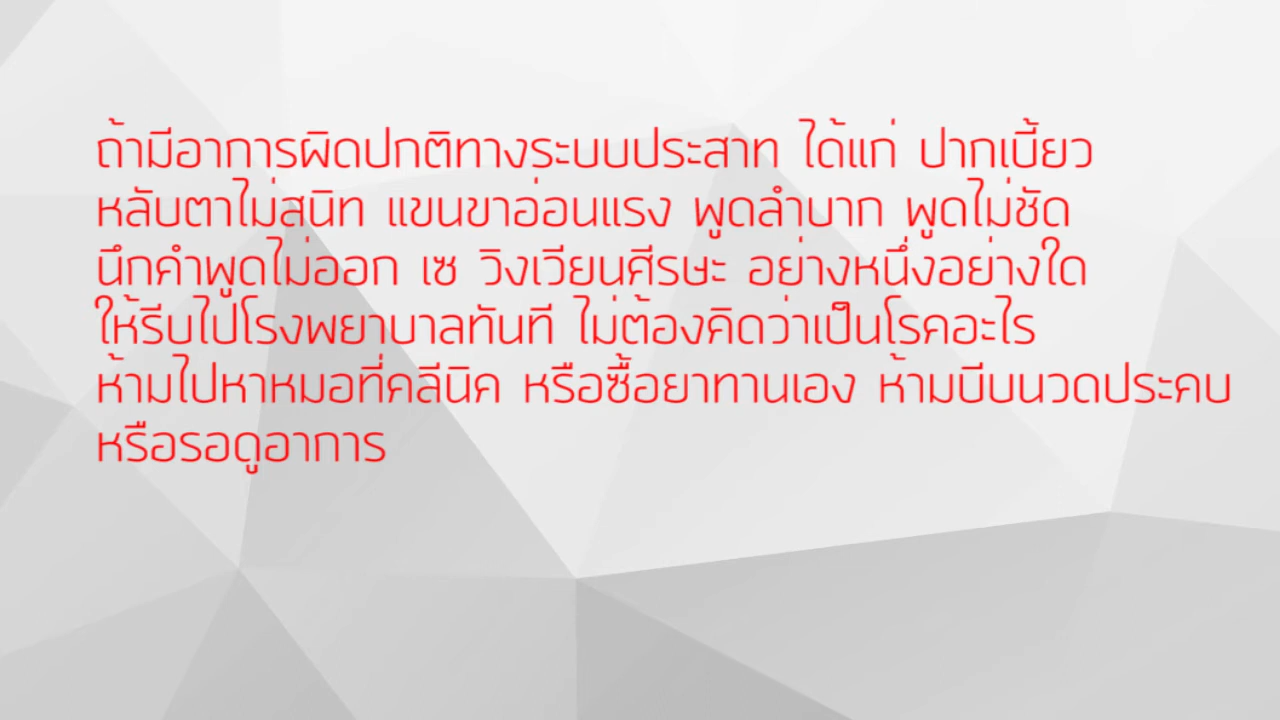 ถ้ามีอาการผิดปกติทางระบบประสาท ได้แก่ ปากเบี้ยว
หลับตาไม่สนิท แขนขาอ่อนแรง พูดลำบาก พูดไม่ชัด
นึกคำพูดไม่ออก เซ วิงเวียนศีรษะ อย่างหนึ่งอย่างใด
ให้รีบไปโรงพยาบาลทันที ไม่ต้องคิดว่าเป็นโรคอะไร
ห้ามไปหาหมอที่คลีนิค หรือซื้อยาทานเอง ห้ามบีบนวดประคบ
หรือรอดูอาการ